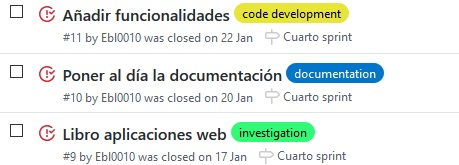 Añadir funcionalidades code development
#11 by Ebl0010 was closed on 22 Jan Cuarto sprint
Poner al día la documentación documentation
#10 by Ebl0010 was closed on 20 Jan Cuarto sprint
Libro aplicaciones web investigation
#9 by Ebl0010 was closed on 17 Jan Cuarto sprint